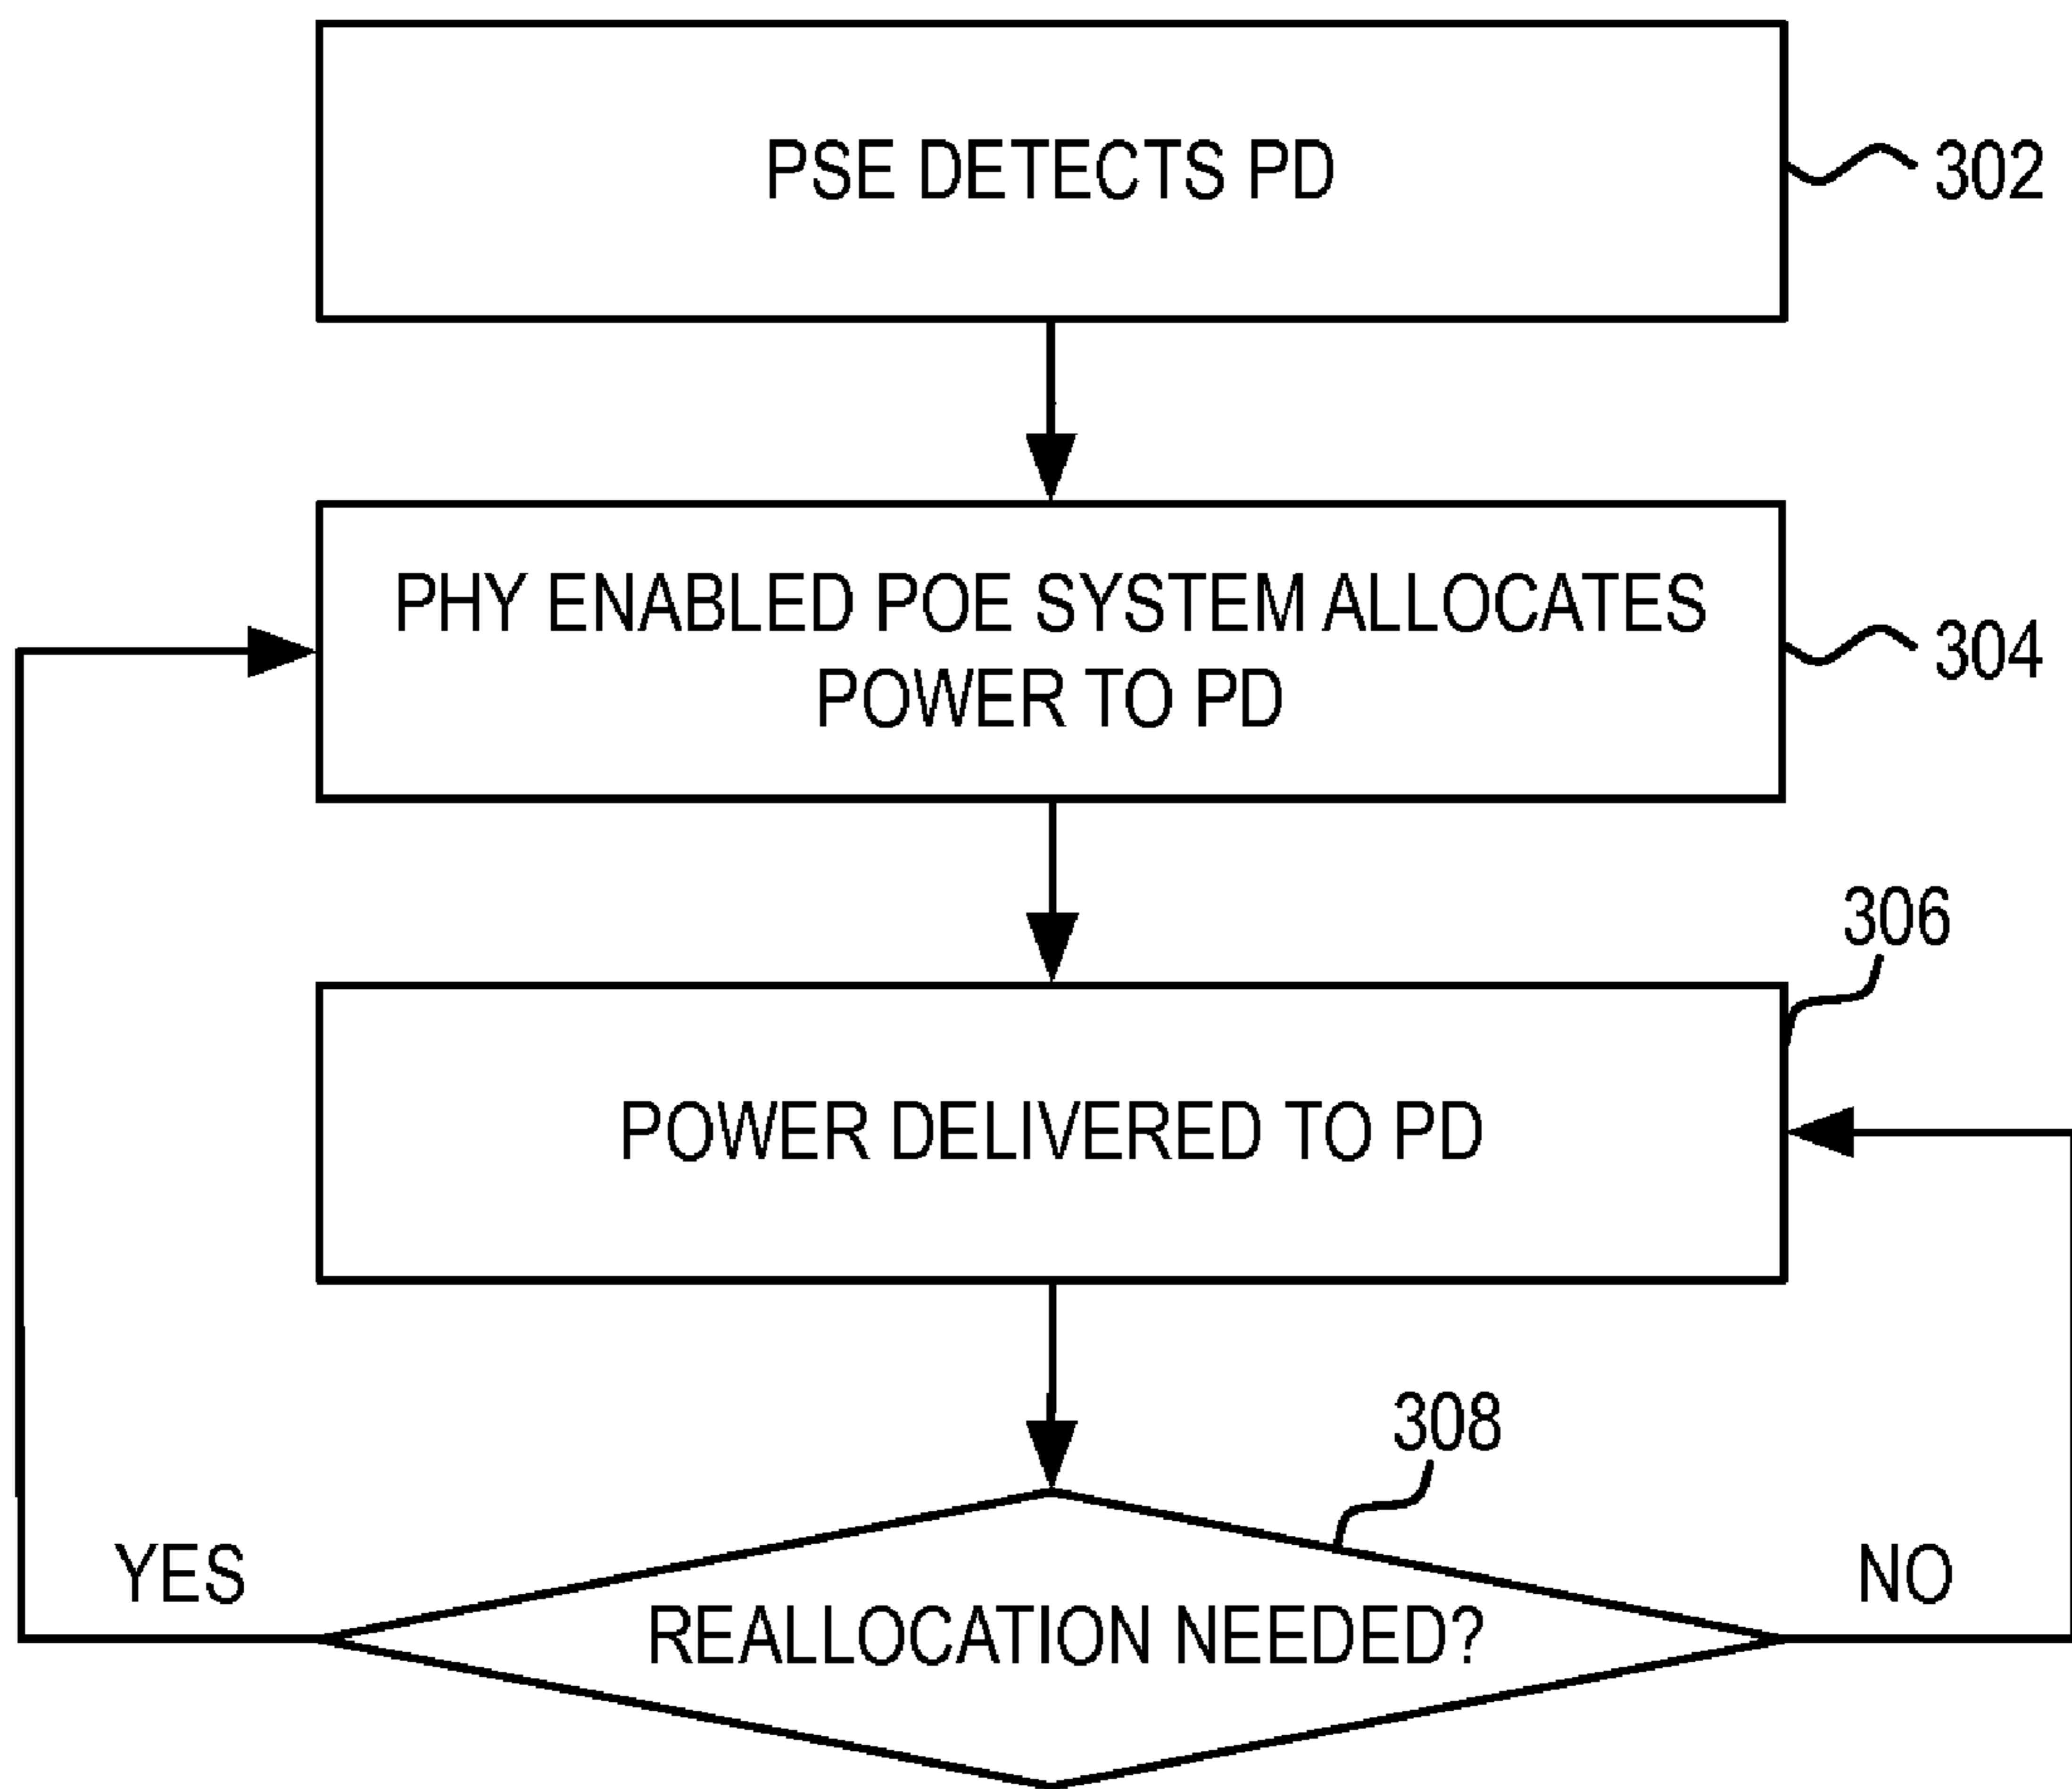 PSE DETECTS PD
302
PHY ENABLED POE SYSTEM ALLOCATES
POWER TO PD
304
306
POWER DELIVERED TO PD
308
YES
NO
REALLOCATION NEEDED?